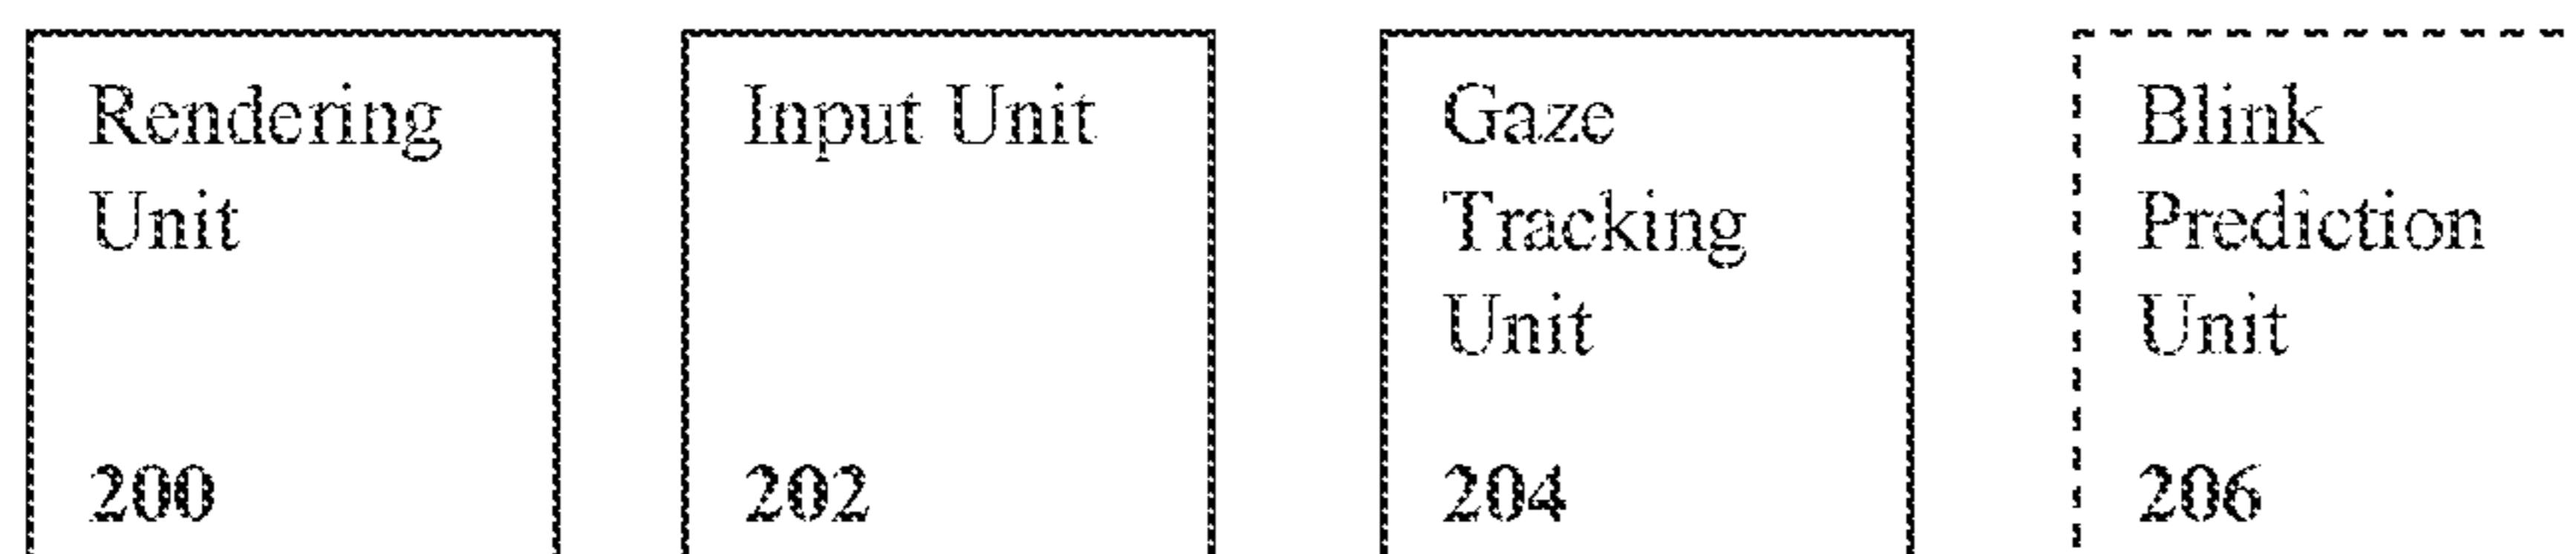 Rendering
Unit
200
Input Unit
202
Gaze
Tracking
Unit
204
Blink
Prediction
Unit
206